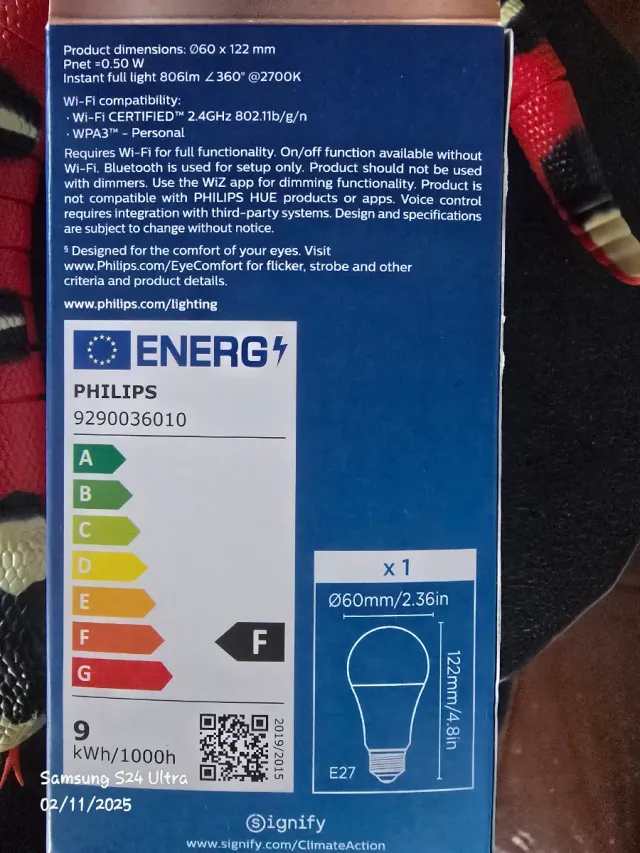 Product dimensions: Ø60 x 122 mm
Pnet =0.50 W
Instant full light 806lm ∠360° @2700K
Wi-Fi compatibility:
· Wi-Fi CERTIFIED™ 2.4GHz 802.11b/g/n
· WPA3™ - Personal
Requires Wi-Fi for full functionality. On/off function available without
Wi-Fi. Bluetooth is used for setup only. Product should not be used
with dimmers. Use the WiZ app for dimming functionality. Product is
not compatible with PHILIPS HUE products or apps. Voice control
requires integration with third-party systems. Design and specifications
are subject to change without notice.
§ Designed for the comfort of your eyes. Visit
www.Philips.com/EyeComfort for flicker, strobe and other
criteria and product details.
www.philips.com/lighting
ENERG
PHILIPS
9290036010
A
B
C
D
E
F
F
G
9
kWh/1000h
2019/2015
x 1
Ø60mm/2.36in
122mm/4.8in
E27
Signify
www.signify.com/ClimateAction
Samsung S24 Ultra
02/11/2025